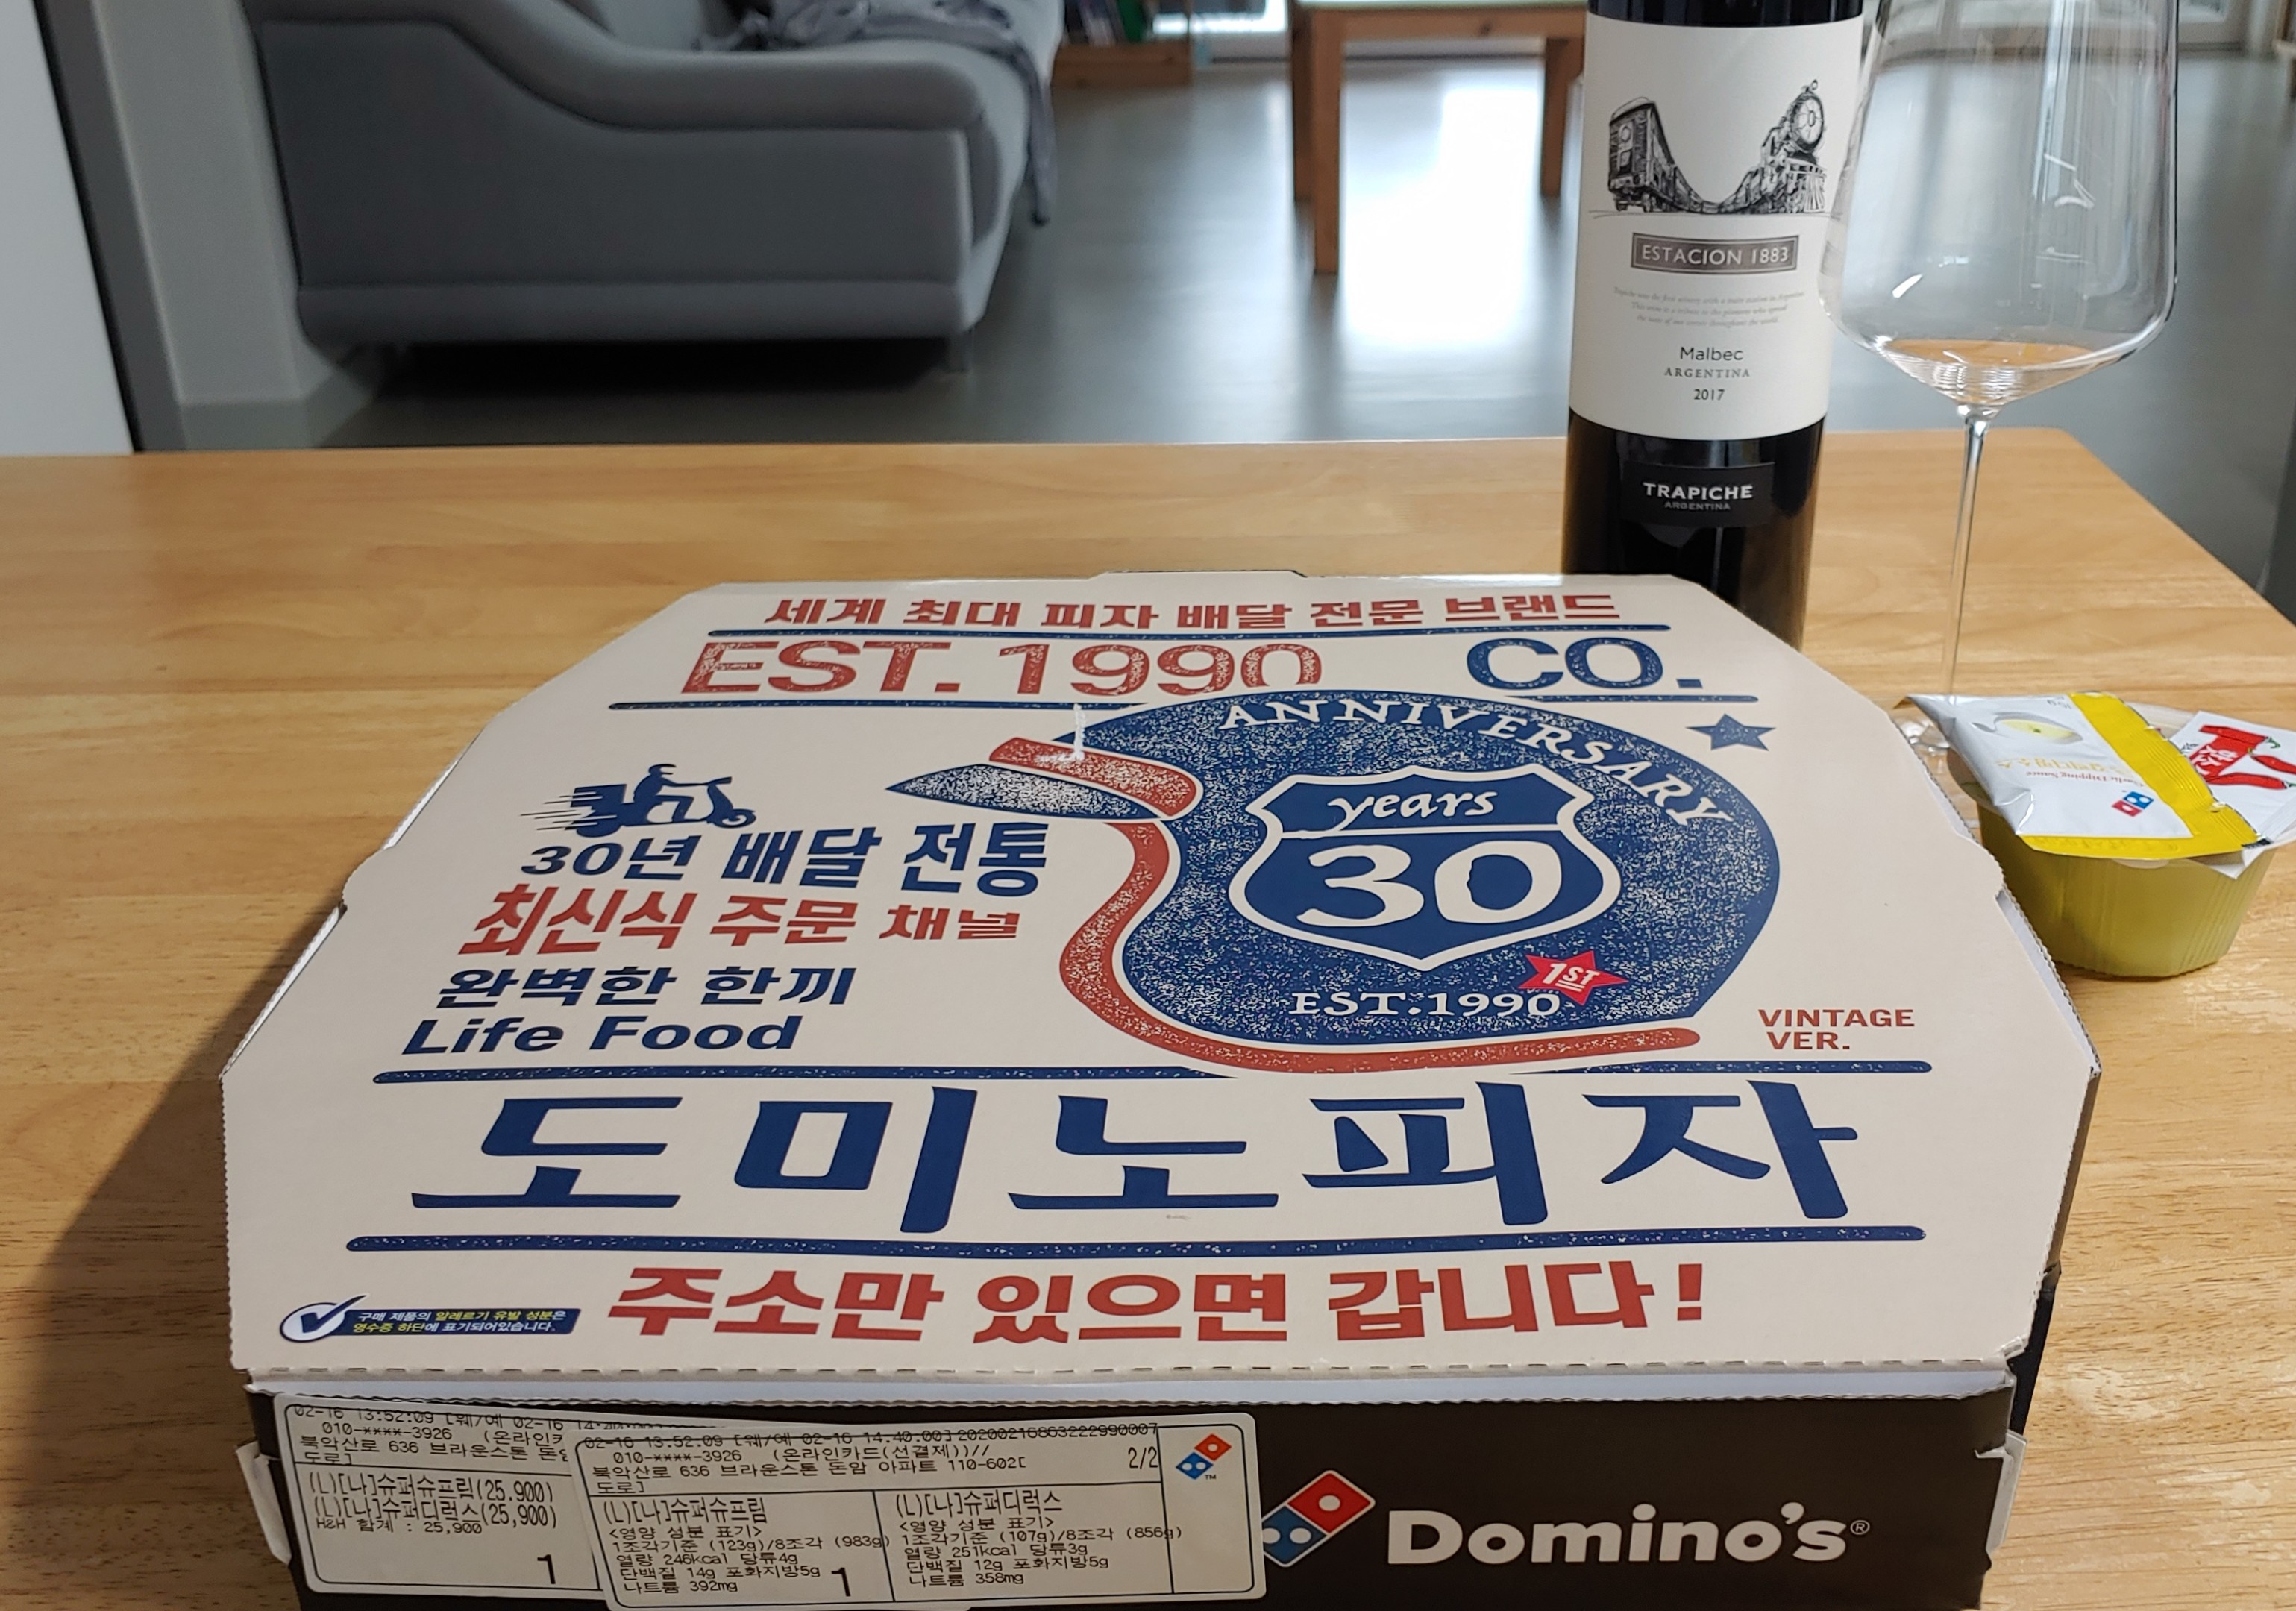 ESTACION 1883
Malbec
ARGENTINA
2017
TRAPICHE
ARGENTINA
세계 최대 피자 배달 전문 브랜드
EST. 1990 CO.
ANNIVERSARY
years
30
1ST
EST.1990
30년 배달 전통
최신식 주문 채널
완벽한 한끼
Life Food
VINTAGE
VER.
도미노피자
주소만 있으면 갑니다!
구매 제품의 알레르기 유발 성분은
영수증 하단에 표기되어있습니다.
02-16 13:52:09 [웨/예 02-16
010-****-3926 (온라인카
북악산로 636 브라운스톤 돈암
도로]
(L)[나]슈퍼슈프림(25.900)
(L)[나]슈퍼디럭스(25,900)
H&H 합계 : 25,900
1
02-16 13:52:09 [웨/예 02-16 14:40:00] 20200216863222990007
010-****-3926 (온라인카드(선결제))//
2/2
북악산로 636 브라운스톤 돈암 아파트 110-602[
도로]
(L)[나]슈퍼슈프림
<영양 성분 표기>
1조각기준 (123g)/8조각 (983g)
열량 246kcal 당류4g
단백질 14g 포화지방5g
나트륨 392mg
1
(L)[나]슈퍼디럭스
<영양 성분 표기>
1조각기준 (107g)/8조각 (856g)
열량 251kcal 당류3g
단백질 12g 포화지방5g
나트륨 358mg
Domino's®
Garlic Dipping Sauce